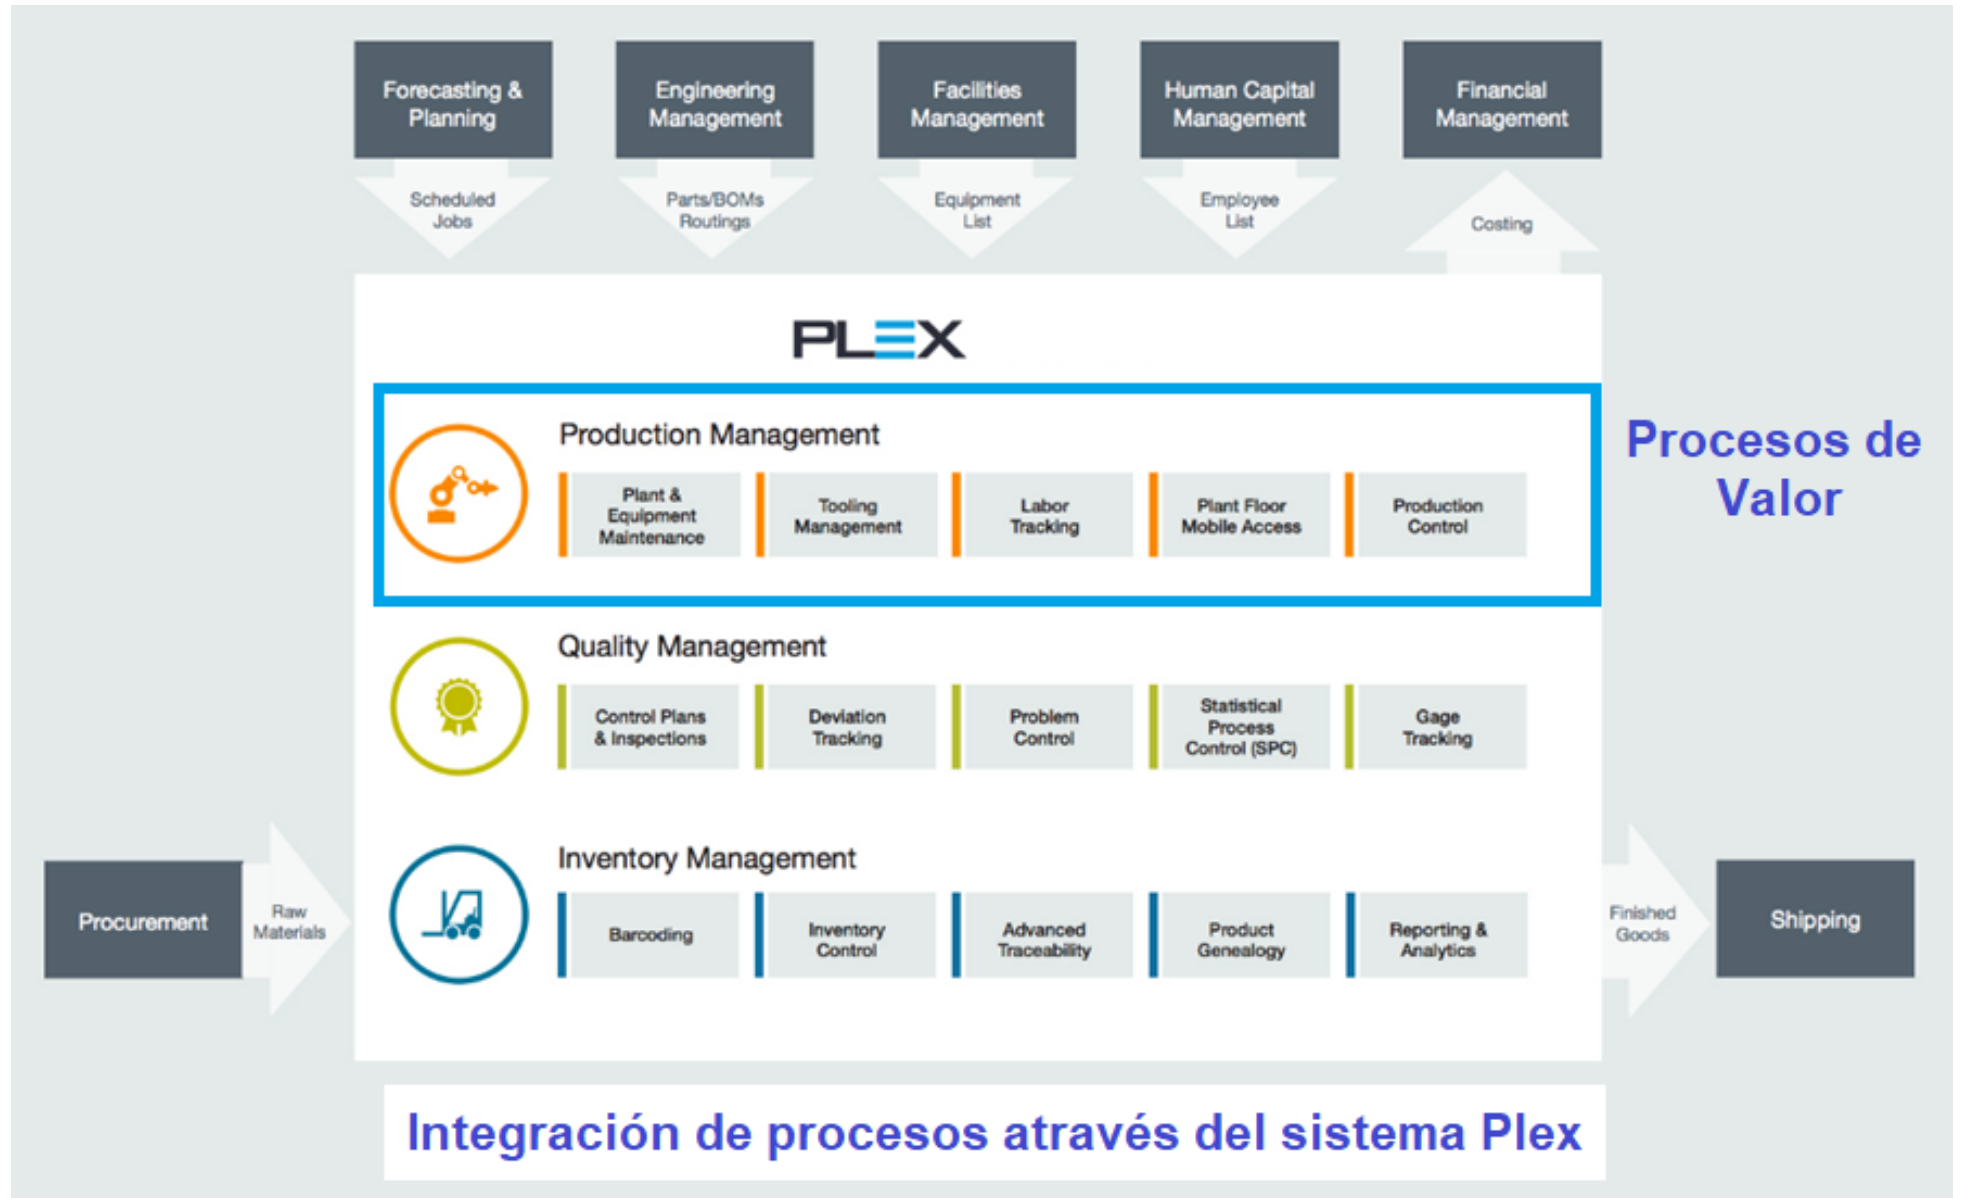 Forecasting &
Planning
Engineering
Management
Facilities
Management
Human Capital
Management
Financial
Management
Scheduled
Jobs
Parts/BOMs
Routings
Equipment
List
Employee
List
Costing
PLEX
Production Management
Plant &
Equipment
Maintenance
Tooling
Management
Labor
Tracking
Plant Floor
Mobile Access
Production
Control
Procesos de
Valor
Quality Management
Control Plans
& Inspections
Deviation
Tracking
Problem
Control
Statistical
Process
Control (SPC)
Gage
Tracking
Inventory Management
Barcoding
Inventory
Control
Advanced
Traceability
Product
Genealogy
Reporting &
Analytics
Procurement
Raw
Materials
Finished
Goods
Shipping
Integración de procesos através del sistema Plex